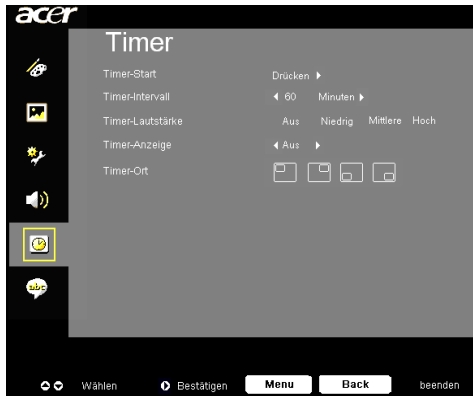 acer
Timer
Timer-Start Drücken
Timer-Intervall 60 Minuten
Timer-Lautstärke Aus Niedrig Mittlere Hoch
Timer-Anzeige Aus
Timer-Ort
abc
Wählen Bestätigen Menu Back beenden